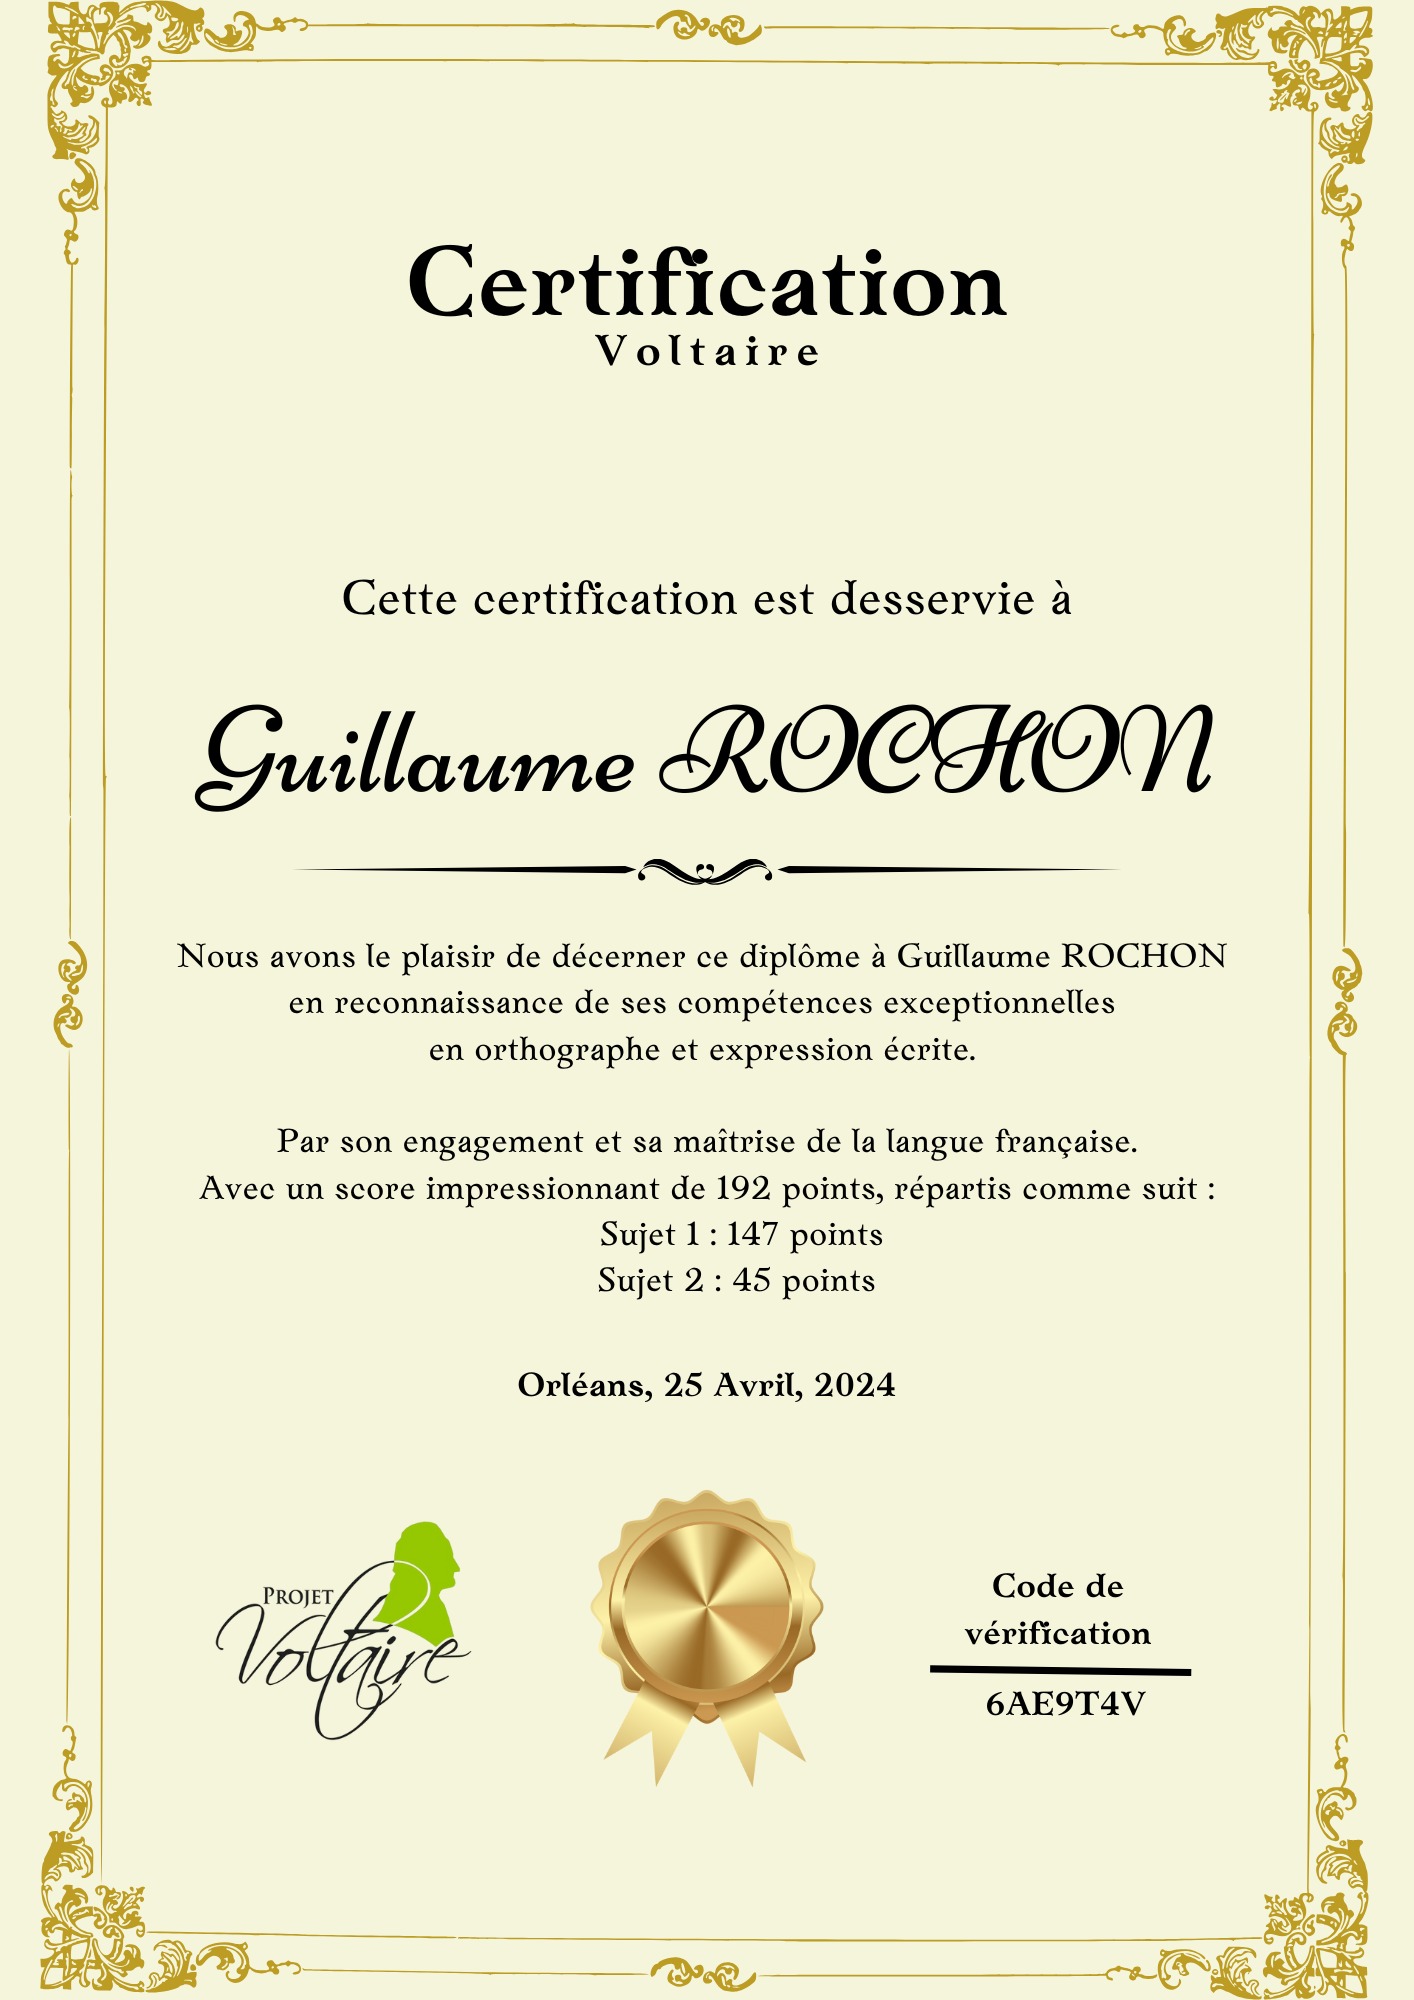 Certification
Voltaire
Cette certification est desservie à
Guillaume ROCHON
Nous avons le plaisir de décerner ce diplôme à Guillaume ROCHON
en reconnaissance de ses compétences exceptionnelles
en orthographe et expression écrite.
Par son engagement et sa maîtrise de la langue française.
Avec un score impressionnant de 192 points, répartis comme suit :
Sujet 1 : 147 points
Sujet 2 : 45 points
Orléans, 25 Avril, 2024
PROJET
Voltaire
Code de
vérification
6AE9T4V